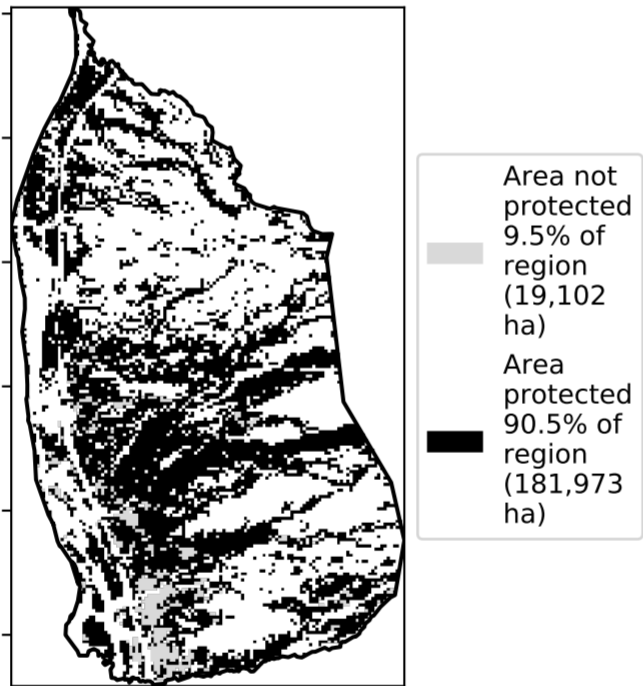 Area not
protected
9.5% of
region
(19,102
ha)
Area
protected
90.5% of
region
(181,973
ha)